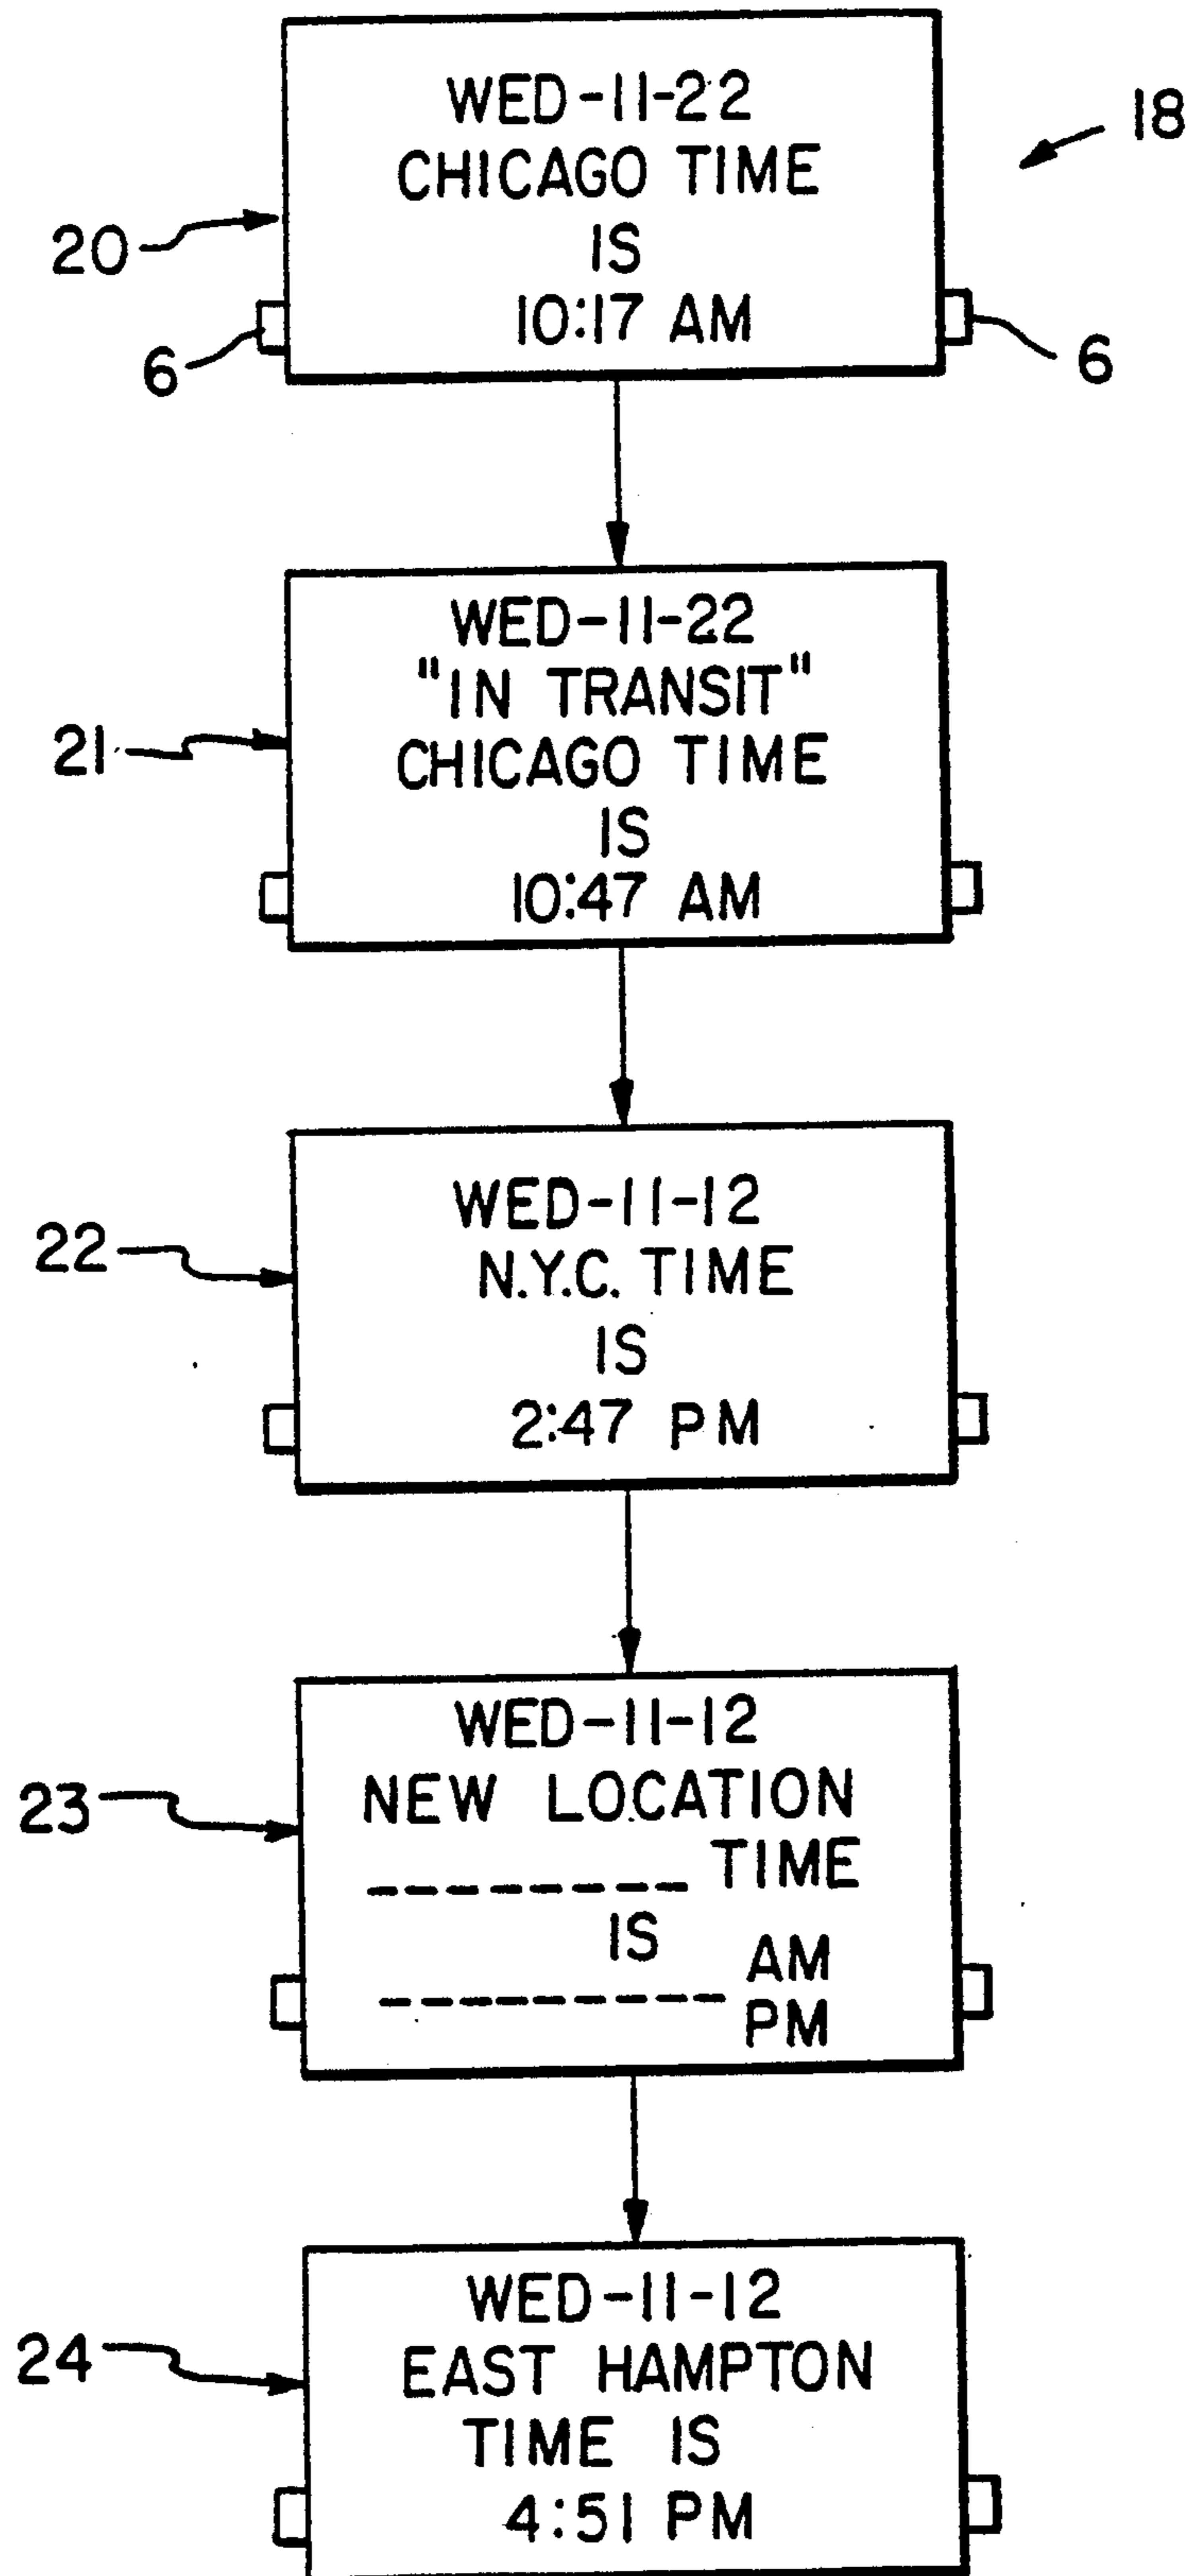 WED-11-22
CHICAGO TIME
IS
10:17 AM
18
20
6
6
WED-11-22
"IN TRANSIT"
CHICAGO TIME
IS
10:47 AM
21
WED-11-12
N.Y.C. TIME
IS
2:47 PM
22
WED-11-12
NEW LOCATION
-------- TIME
IS
--------- AM
PM
23
WED-11-12
EAST HAMPTON
TIME IS
4:51 PM
24